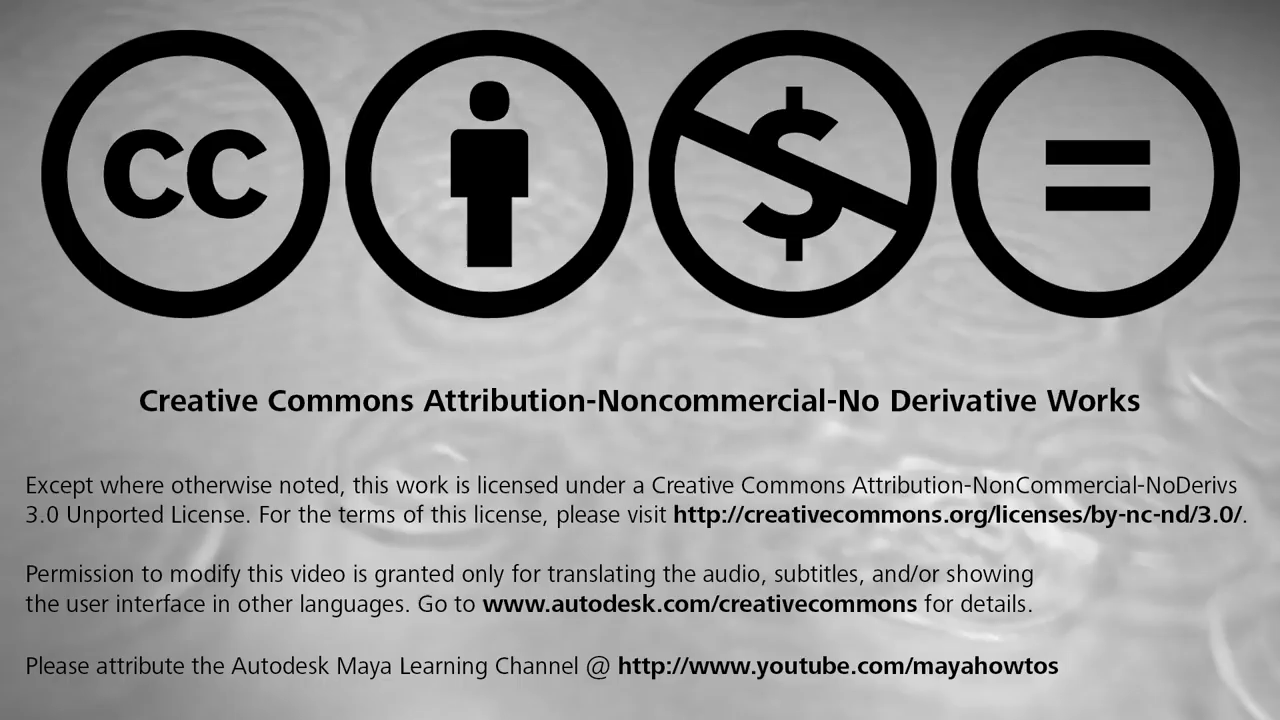 cc
$
=
Creative Commons Attribution-Noncommercial-No Derivative Works
Except where otherwise noted, this work is licensed under a Creative Commons Attribution-NonCommercial-NoDerivs
3.0 Unported License. For the terms of this license, please visit http://creativecommons.org/licenses/by-nc-nd/3.0/.
Permission to modify this video is granted only for translating the audio, subtitles, and/or showing
the user interface in other languages. Go to www.autodesk.com/creativecommons for details.
Please attribute the Autodesk Maya Learning Channel @ http://www.youtube.com/mayahowtos